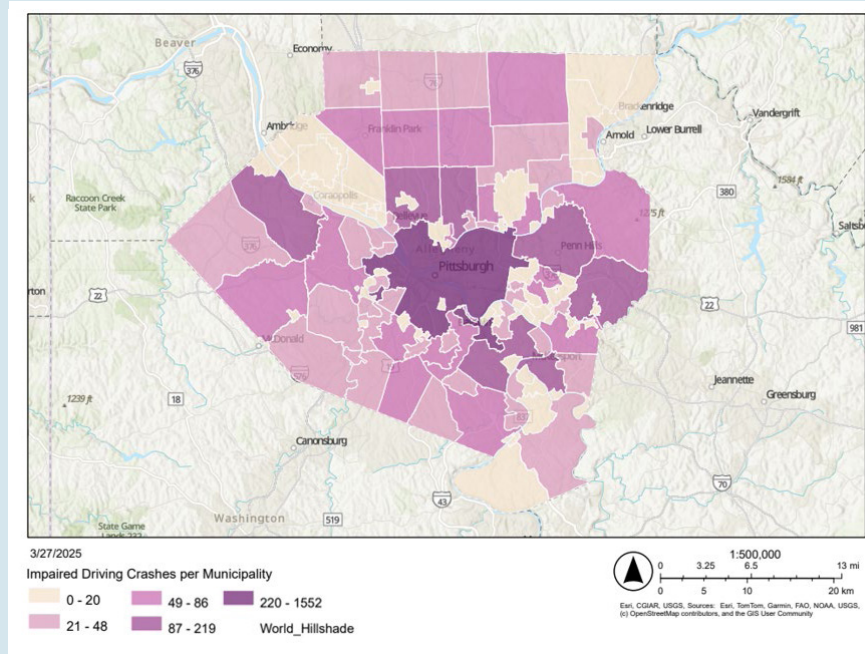 Beaver
Economy
376
79
Ambridge
Franklin Park
Brackenridge
Vandergrift
Arnold
Lower Burrell
1584 ft
Raccoon Creek
State Park
Coraopolis
380
Bellevue
1275 ft
Saltsb
376
Allegheny
Penn Hills
Pittsburgh
rton
22
22
981
McDonald
576
Jeannette
1239 ft
18
Greensburg
837
Canonsburg
43
70
State Game
Lands 232
Washington
519
3/27/2025
Impaired Driving Crashes per Municipality
0 - 20
49 - 86
220 - 1552
21 - 48
87 - 219
World_Hillshade
1:500,000
0 3.25 6.5 13 mi
0 5 10 20 km
Esri, CGIAR, USGS, Sources: Esri, TomTom, Garmin, FAO, NOAA, USGS,
(c) OpenStreetMap contributors, and the GIS User Community